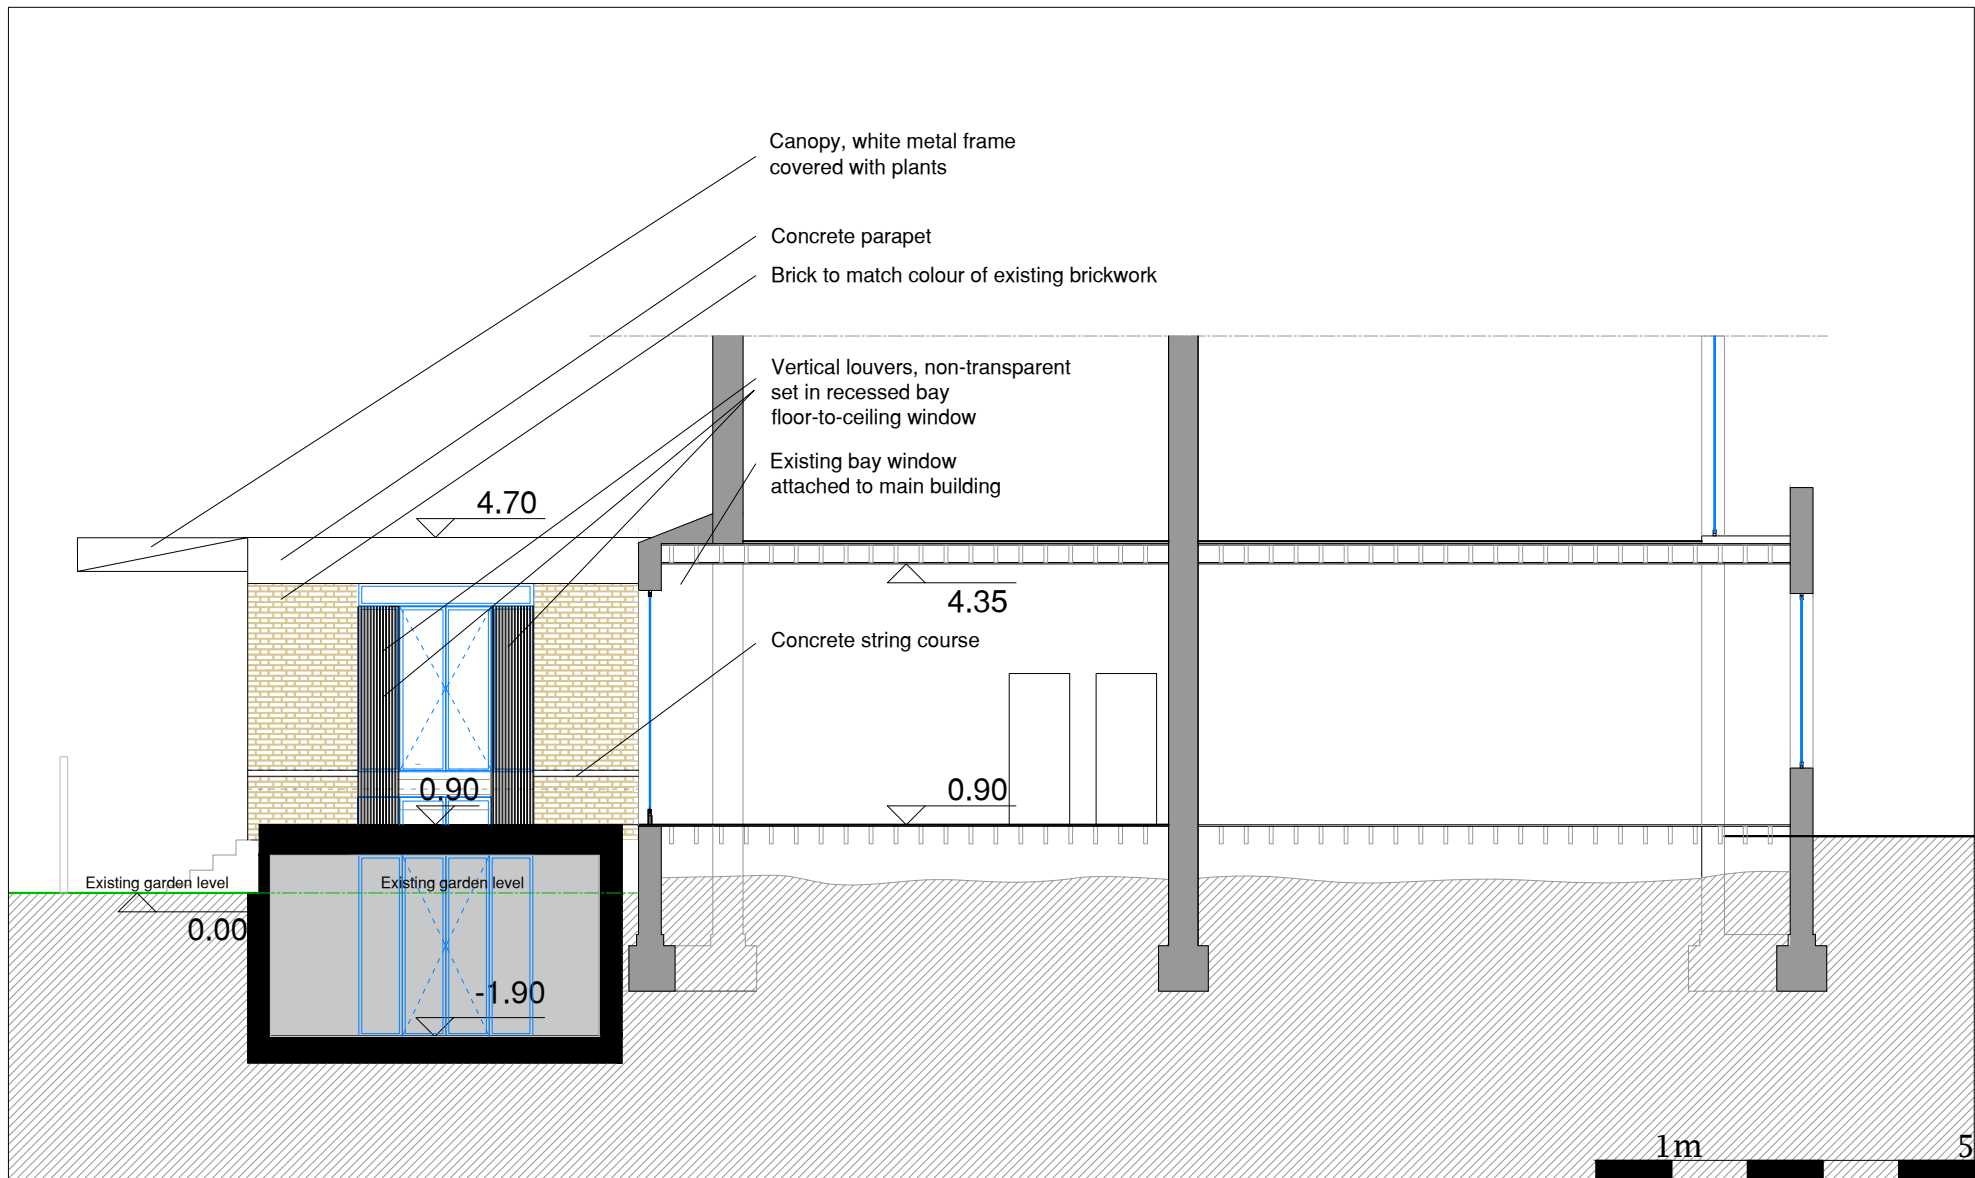 Canopy, white metal frame
covered with plants
Concrete parapet
Brick to match colour of existing brickwork
Vertical louvers, non-transparent
set in recessed bay
floor-to-ceiling window
Existing bay window
attached to main building
4.70
4.35
Concrete string course
0.90
0.90
Existing garden level
Existing garden level
0.00
-1.90
1m
5